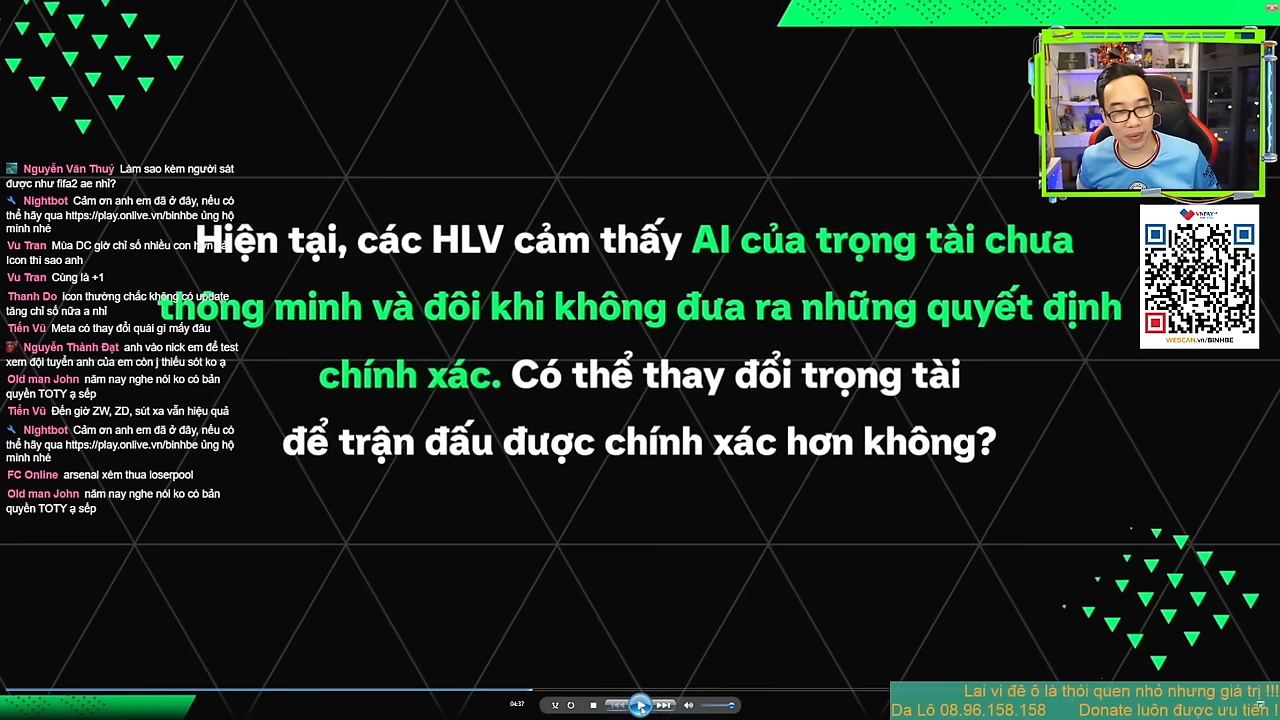 Nguyễn Văn Thuỷ Làm sao kèm người sát
được như fifa2 ae nhỉ?
Nightbot Cảm ơn anh em đã ở đây, nếu có
thể hãy qua https://play.onlive.vn/binhbe ủng hộ
mình nhé
Vu Tran Mùa DC giờ chỉ số nhiều con hơn
Icon thì sao anh
Vu Tran Cùng là +1
Thanh Do icon thường chắc không có update
tăng chỉ số nữa a nhỉ
Tiến Vũ Meta có thay đổi quái gì mấy đâu
Nguyễn Thành Đạt anh vào nick em để test
xem đội tuyển anh của em còn j thiếu sót ko ạ
Old man John năm nay nghe nói ko có bản
quyền TOTY ạ sếp
Tiến Vũ Đến giờ ZW, ZD, sút xa vẫn hiệu quả
Nightbot Cảm ơn anh em đã ở đây, nếu có
thể hãy qua https://play.onlive.vn/binhbe ủng hộ
mình nhé
FC Online arsenal xém thua loserpool
Old man John năm nay nghe nói ko có bản
quyền TOTY ạ sếp
Hiện tại, các HLV cảm thấy AI của trọng tài chưa
thông minh và đôi khi không đưa ra những quyết định
chính xác. Có thể thay đổi trọng tài
để trận đấu được chính xác hơn không?
VNPAY
WESCAN.vn/BINHBE
04:37
Lai vi đê ô là thói quen nhỏ nhưng giá trị !!!
Da Lô 08.96.158.158 Donate luôn được ưu tiên !